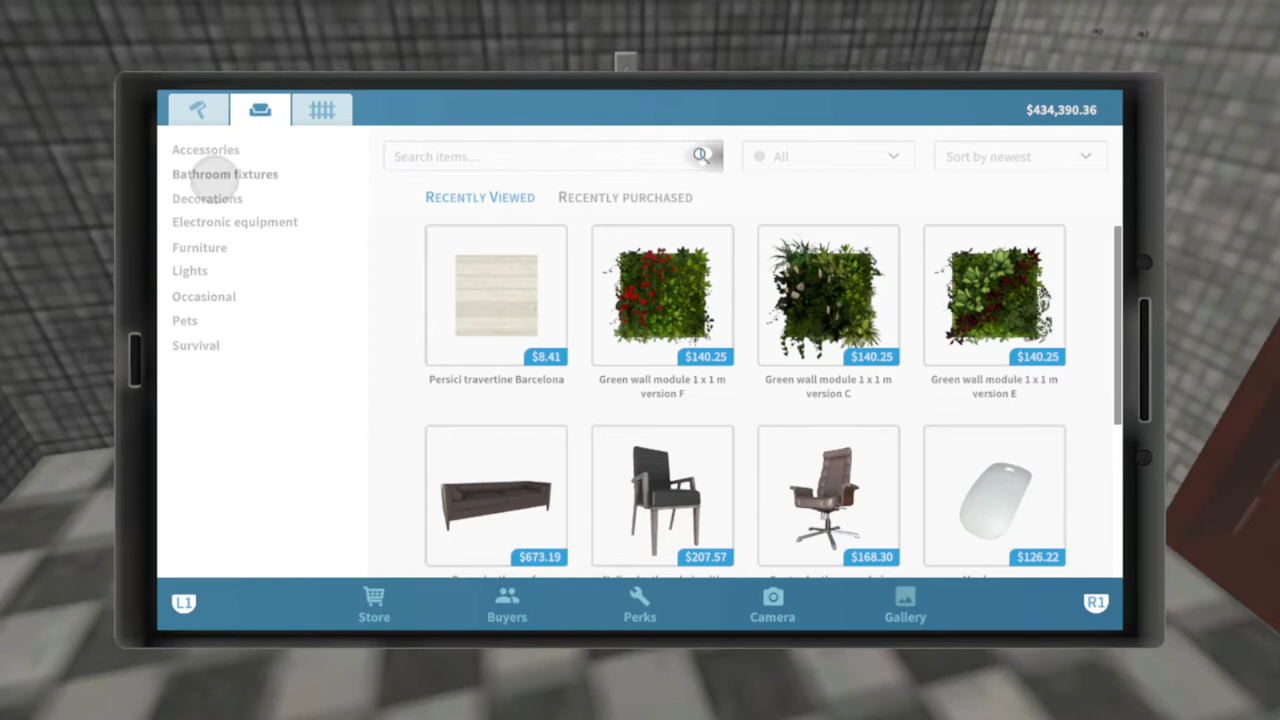 $434,390.36
Accessories
Bathroom fixtures
Decorations
Electronic equipment
Furniture
Lights
Occasional
Pets
Survival
Search items...
All
Sort by newest
RECENTLY VIEWED
RECENTLY PURCHASED
$8.41
$140.25
$140.25
$140.25
Persici travertine Barcelona
Green wall module 1 x 1 m
version F
Green wall module 1 x 1 m
version C
Green wall module 1 x 1 m
version E
$673.19
$207.57
$168.30
$126.22
L1
Store
Buyers
Perks
Camera
Gallery
R1